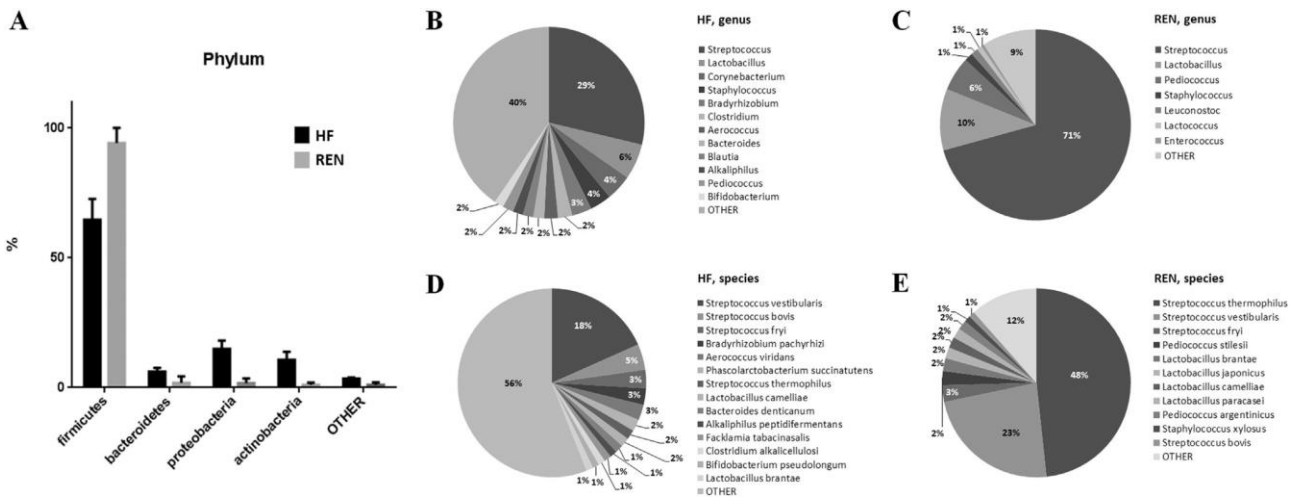 A
Phylum
%
100
50
0
HF
REN
firmicutes
bacteroidetes
proteobacteria
actinobacteria
OTHER
B
HF, genus
Streptococcus
Lactobacillus
Corynebacterium
Staphylococcus
Bradyrhizobium
Clostridium
Aerococcus
Bacteroides
Blautia
Alkaliphilus
Pediococcus
Bifidobacterium
OTHER
29%
6%
4%
4%
3%
2%
2%
2%
2%
2%
2%
2%
40%
C
REN, genus
Streptococcus
Lactobacillus
Pediococcus
Staphylococcus
Leuconostoc
Lactococcus
Enterococcus
OTHER
71%
10%
6%
1%
1%
1%
1%
9%
D
HF, species
Streptococcus vestibularis
Streptococcus bovis
Streptococcus fryi
Bradyrhizobium pachyrhizi
Aerococcus viridans
Phascolarctobacterium succinatutens
Streptococcus thermophilus
Lactobacillus camelliae
Bacteroides denticanum
Alkaliphilus peptidifermentans
Facklamia tabacinasalis
Clostridium alkalicellulosi
Bifidobacterium pseudolongum
Lactobacillus brantae
OTHER
18%
5%
3%
3%
3%
2%
2%
2%
1%
1%
1%
1%
1%
1%
56%
E
REN, species
Streptococcus thermophilus
Streptococcus vestibularis
Streptococcus fryi
Pediococcus stilesii
Lactobacillus brantae
Lactobacillus japonicus
Lactobacillus camelliae
Lactobacillus paracasei
Pediococcus argentinicus
Staphylococcus xylosus
Streptococcus bovis
OTHER
48%
23%
3%
2%
2%
2%
2%
2%
2%
1%
1%
12%